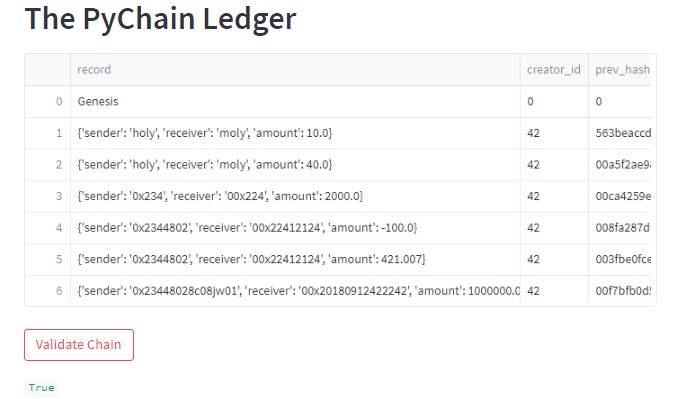 The PyChain Ledger
record creator_id prev_hash
0 Genesis 0 0
1 {'sender': 'holy', 'receiver': 'moly', 'amount': 10.0} 42 563beaccd
2 {'sender': 'holy', 'receiver': 'moly', 'amount': 40.0} 42 00a5f2ae9
3 {'sender': '0x234', 'receiver': '00x224', 'amount': 2000.0} 42 00ca4259e
4 {'sender': '0x2344802', 'receiver': '00x22412124', 'amount': -100.0} 42 008fa287d
5 {'sender': '0x2344802', 'receiver': '00x22412124', 'amount': 421.007} 42 003fbe0fce
6 {'sender': '0x23448028c08jw01', 'receiver': '00x20180912422242', 'amount': 1000000.0 42 00f7bfb0d
Validate Chain
True